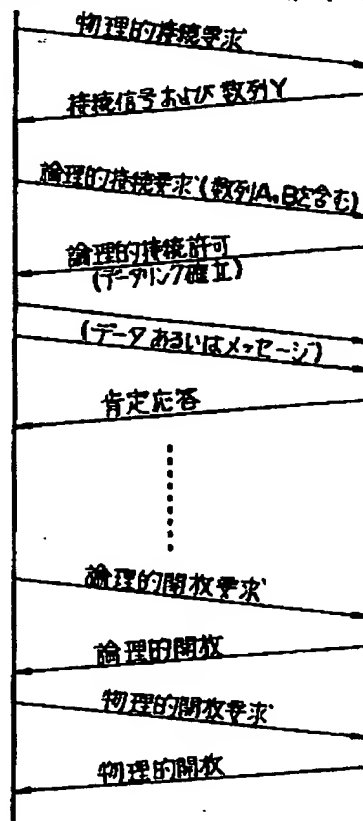 物理的接続要求
接続信号および数列Y
論理的接続要求(数列A,Bを含む)
論理的接続許可
(データリンク確立)
(データあるいはメッセージ)
肯定応答
論理的開放要求
論理的開放
物理的開放要求
物理的開放